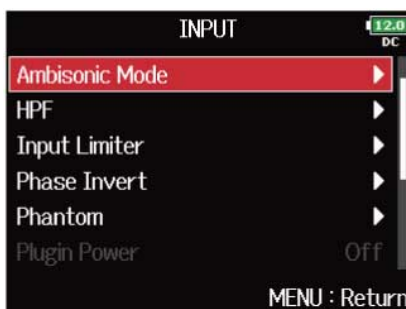 INPUT
12.0
DC
Ambisonic Mode
HPF
Input Limiter
Phase Invert
Phantom
Plugin Power Off
MENU : Return